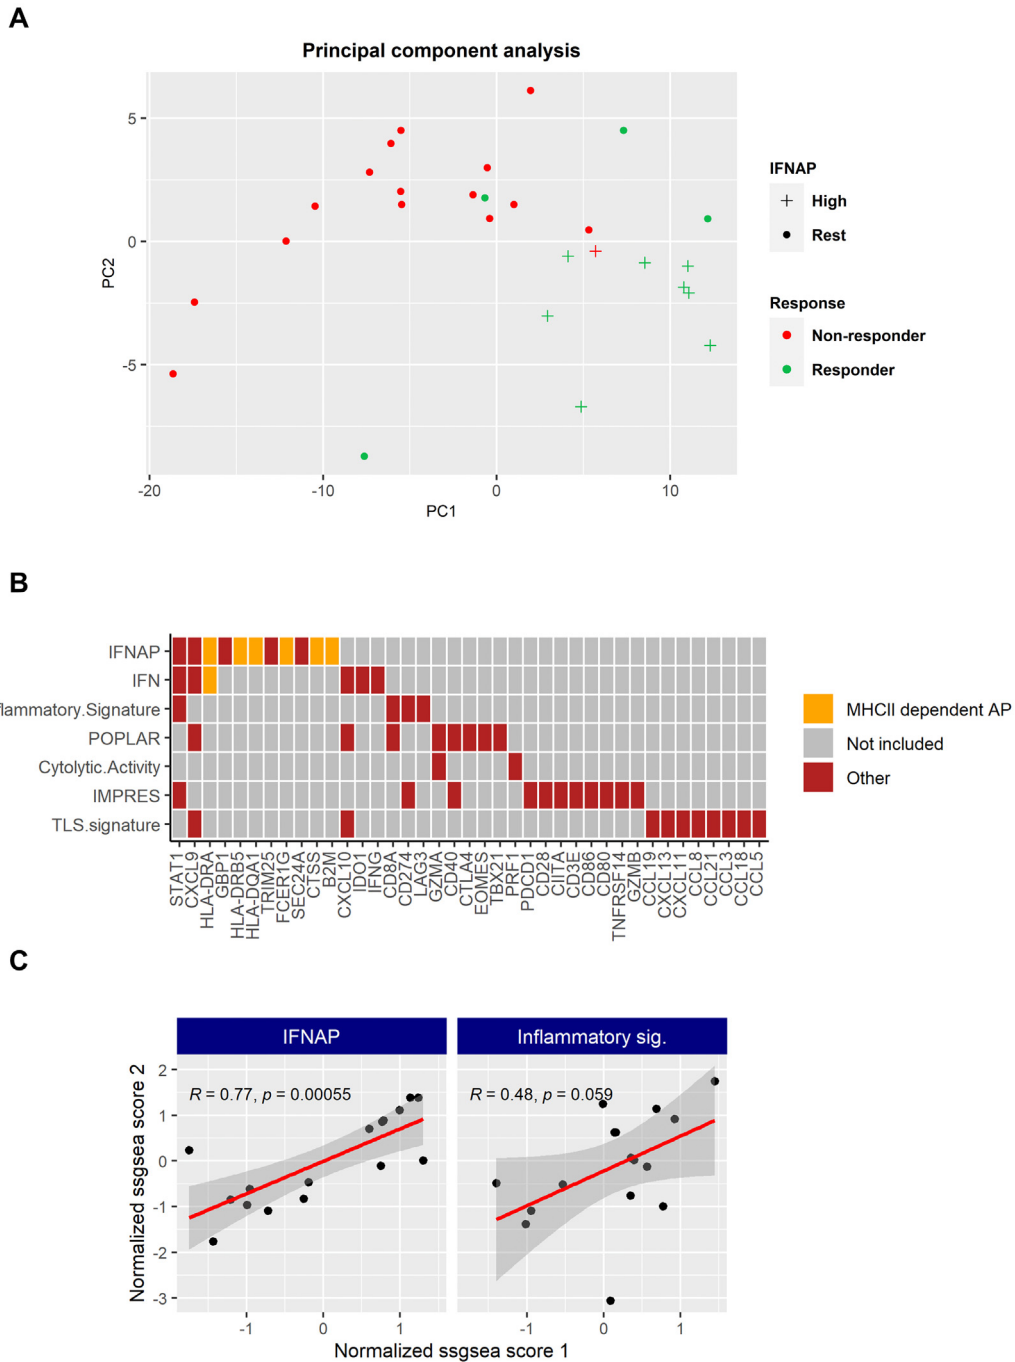 A
Principal component analysis
5
0
-5
PC2
-20
-10
0
10
PC1
IFNAP
High
Rest
Response
Non-responder
Responder
B
IFNAP
IFN
flammatory.Signature
POPLAR
Cytolytic.Activity
IMPRES
TLS.signature
STAT1
CXCL9
HLA-DRA
GBP1
HLA-DRB5
HLA-DQA1
TRIM25
FCER1G
SEC24A
CTSS
B2M
CXCL10
IDO1
IFNG
CD8A
CD274
LAG3
GZMA
CD40
CTLA4
EOMES
TBX21
PRF1
PDCD1
CD28
CIITA
CD3E
CD86
CD80
TNFRSF14
GZMB
CCL19
CXCL13
CXCL11
CCL8
CCL21
CCL3
CCL18
CCL5
MHCII dependent AP
Not included
Other
C
IFNAP
Inflammatory sig.
R = 0.77, p = 0.00055
R = 0.48, p = 0.059
2
1
0
-1
-2
-3
Normalized ssgsea score 2
-1
0
1
-1
0
1
Normalized ssgsea score 1